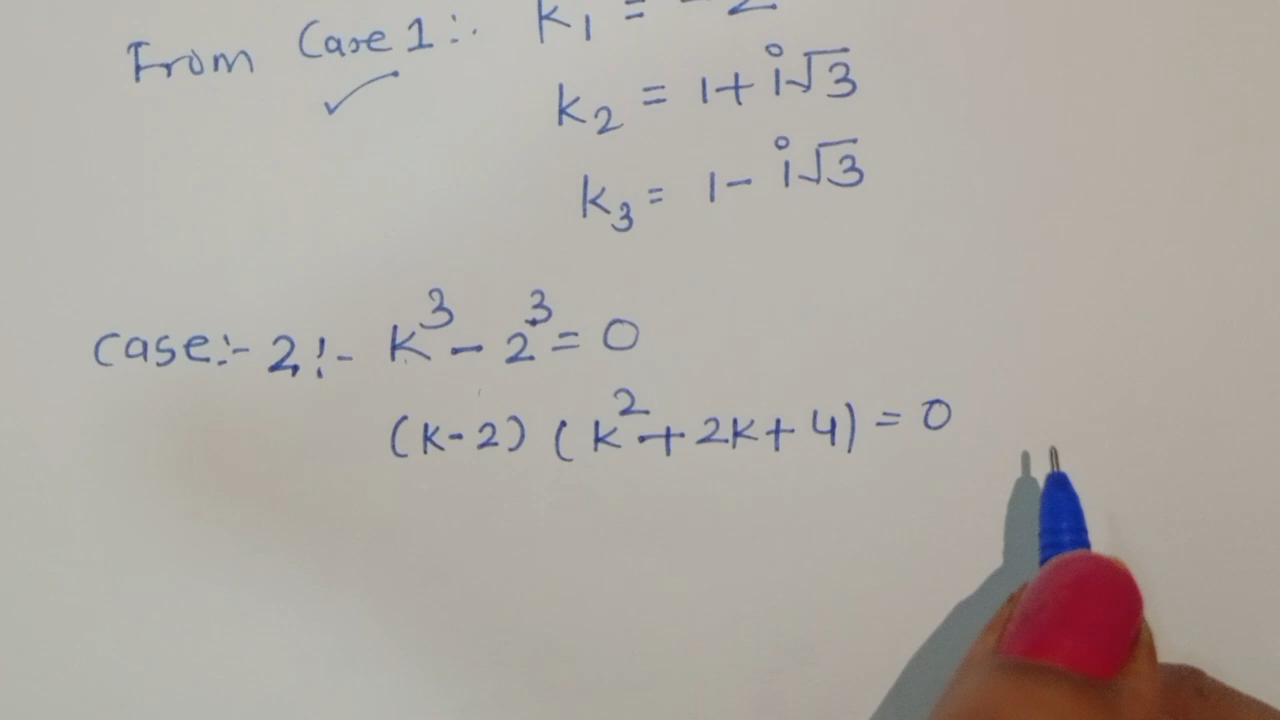 From Case 1:. k₁ = -2
k₂ = 1+i√3
k₃ = 1-i√3
Case:- 2:- k³-2³=0
(k-2) (k²+2k+4) = 0